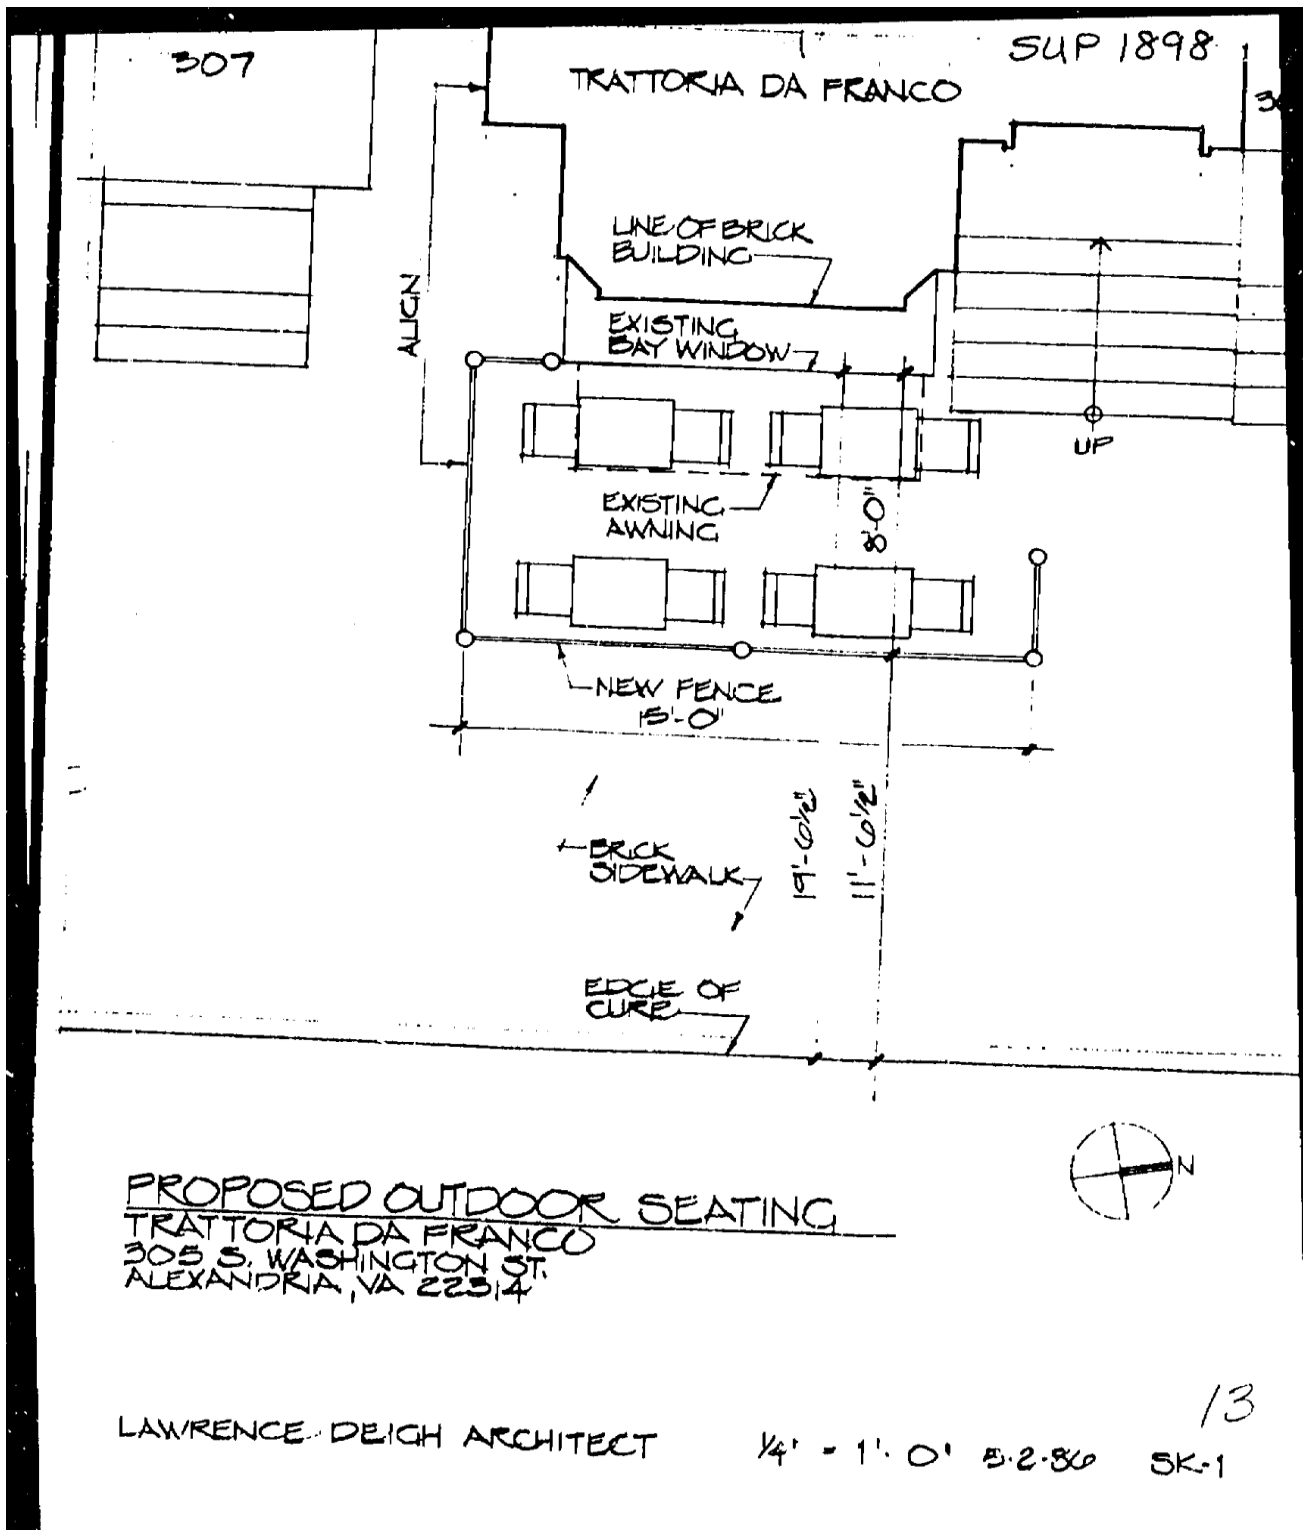 307
SUP 1898
TRATTORIA DA FRANCO
LINE OF BRICK
BUILDING
ALIGN
EXISTING
BAY WINDOW
UP
EXISTING
AWNING
8'-0"
NEW FENCE
15'-0"
19'-6½"
11'-6½"
BRICK
SIDEWALK
EDGE OF
CURB
N
PROPOSED OUTDOOR SEATING
TRATTORIA DA FRANCO
305 S. WASHINGTON ST.
ALEXANDRIA, VA 22314
13
LAWRENCE DEIGH ARCHITECT ¼" = 1'-0" 5-2-86 SK-1